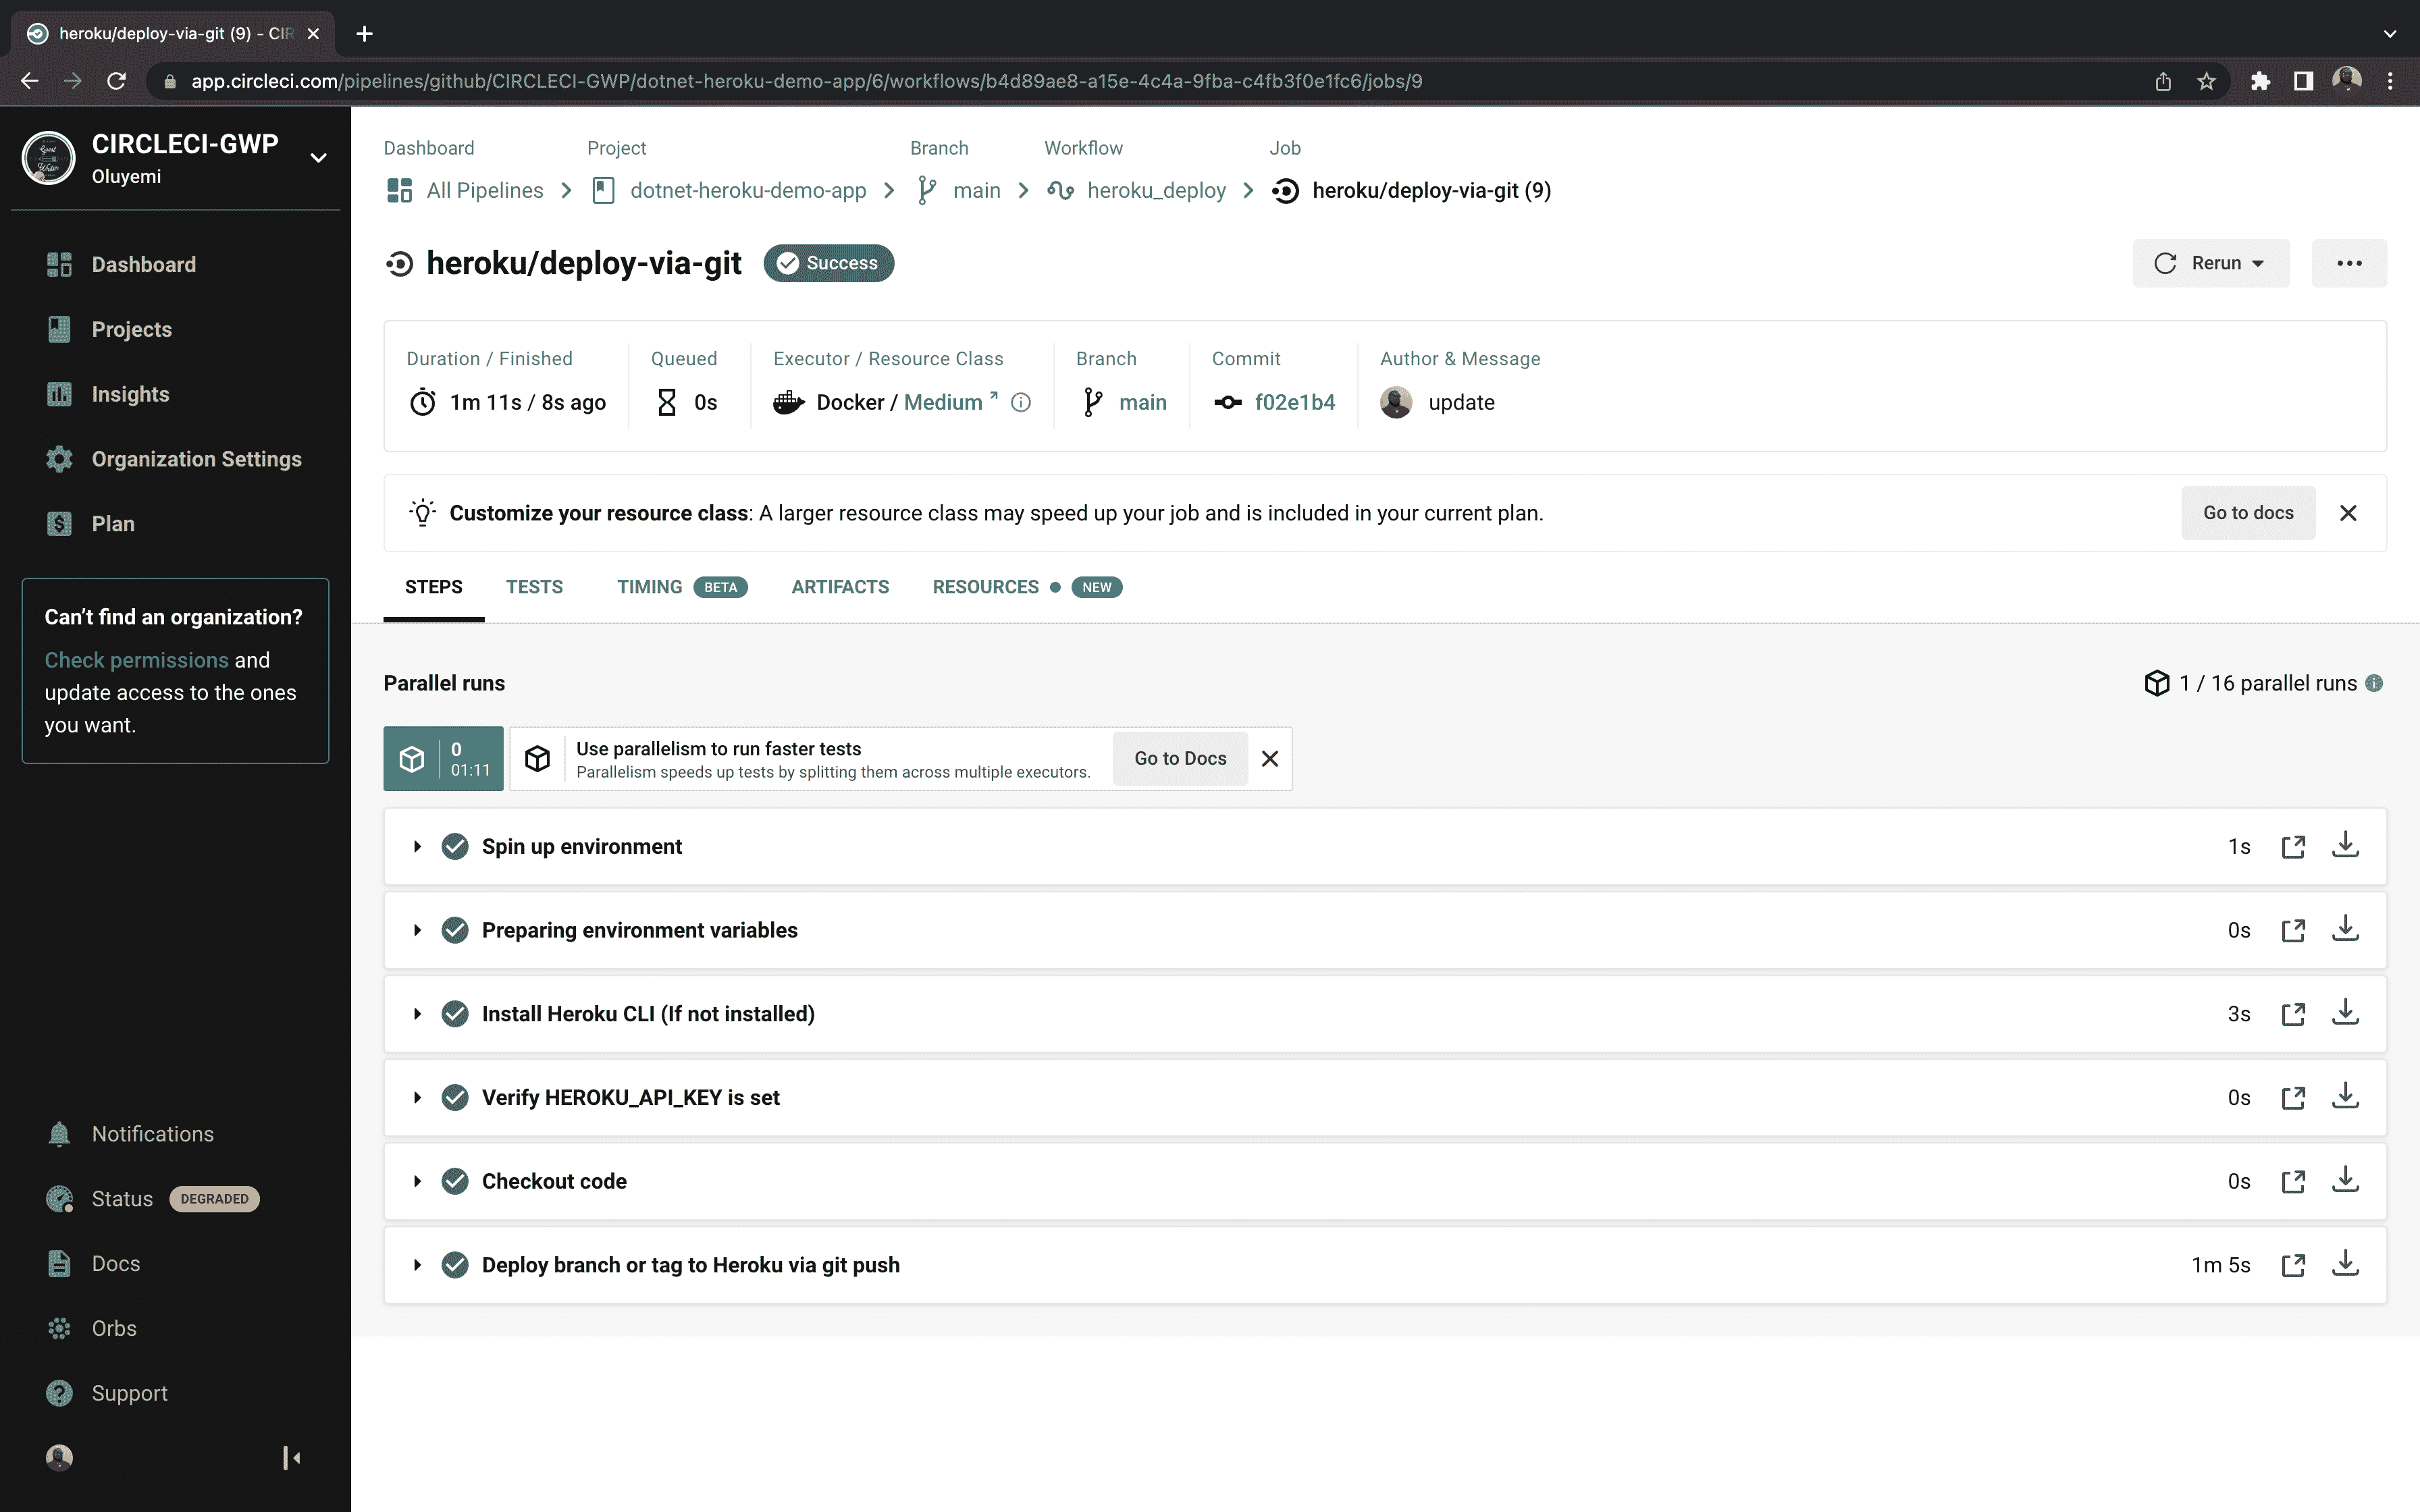 heroku/deploy-via-git (9) - CIR
app.circleci.com/pipelines/github/CIRCLECI-GWP/dotnet-heroku-demo-app/6/workflows/b4d89ae8-a15e-4c4a-9fba-c4fb3f0e1fc6/jobs/9
CIRCLECI-GWP
Oluyemi
Dashboard
Projects
Insights
Organization Settings
Plan
Can’t find an organization?
Check permissions and
update access to the ones
you want.
Notifications
Status DEGRADED
Docs
Orbs
Support
Dashboard Project Branch Workflow Job
All Pipelines dotnet-heroku-demo-app main heroku_deploy heroku/deploy-via-git (9)
heroku/deploy-via-git Success Rerun
Duration / Finished Queued Executor / Resource Class Branch Commit Author & Message
1m 11s / 8s ago 0s Docker / Medium main f02e1b4 update
Customize your resource class: A larger resource class may speed up your job and is included in your current plan. Go to docs
STEPS TESTS TIMING BETA ARTIFACTS RESOURCES NEW
Parallel runs 1 / 16 parallel runs
0
01:11
Use parallelism to run faster tests
Parallelism speeds up tests by splitting them across multiple executors.
Go to Docs
Spin up environment 1s
Preparing environment variables 0s
Install Heroku CLI (If not installed) 3s
Verify HEROKU_API_KEY is set 0s
Checkout code 0s
Deploy branch or tag to Heroku via git push 1m 5s